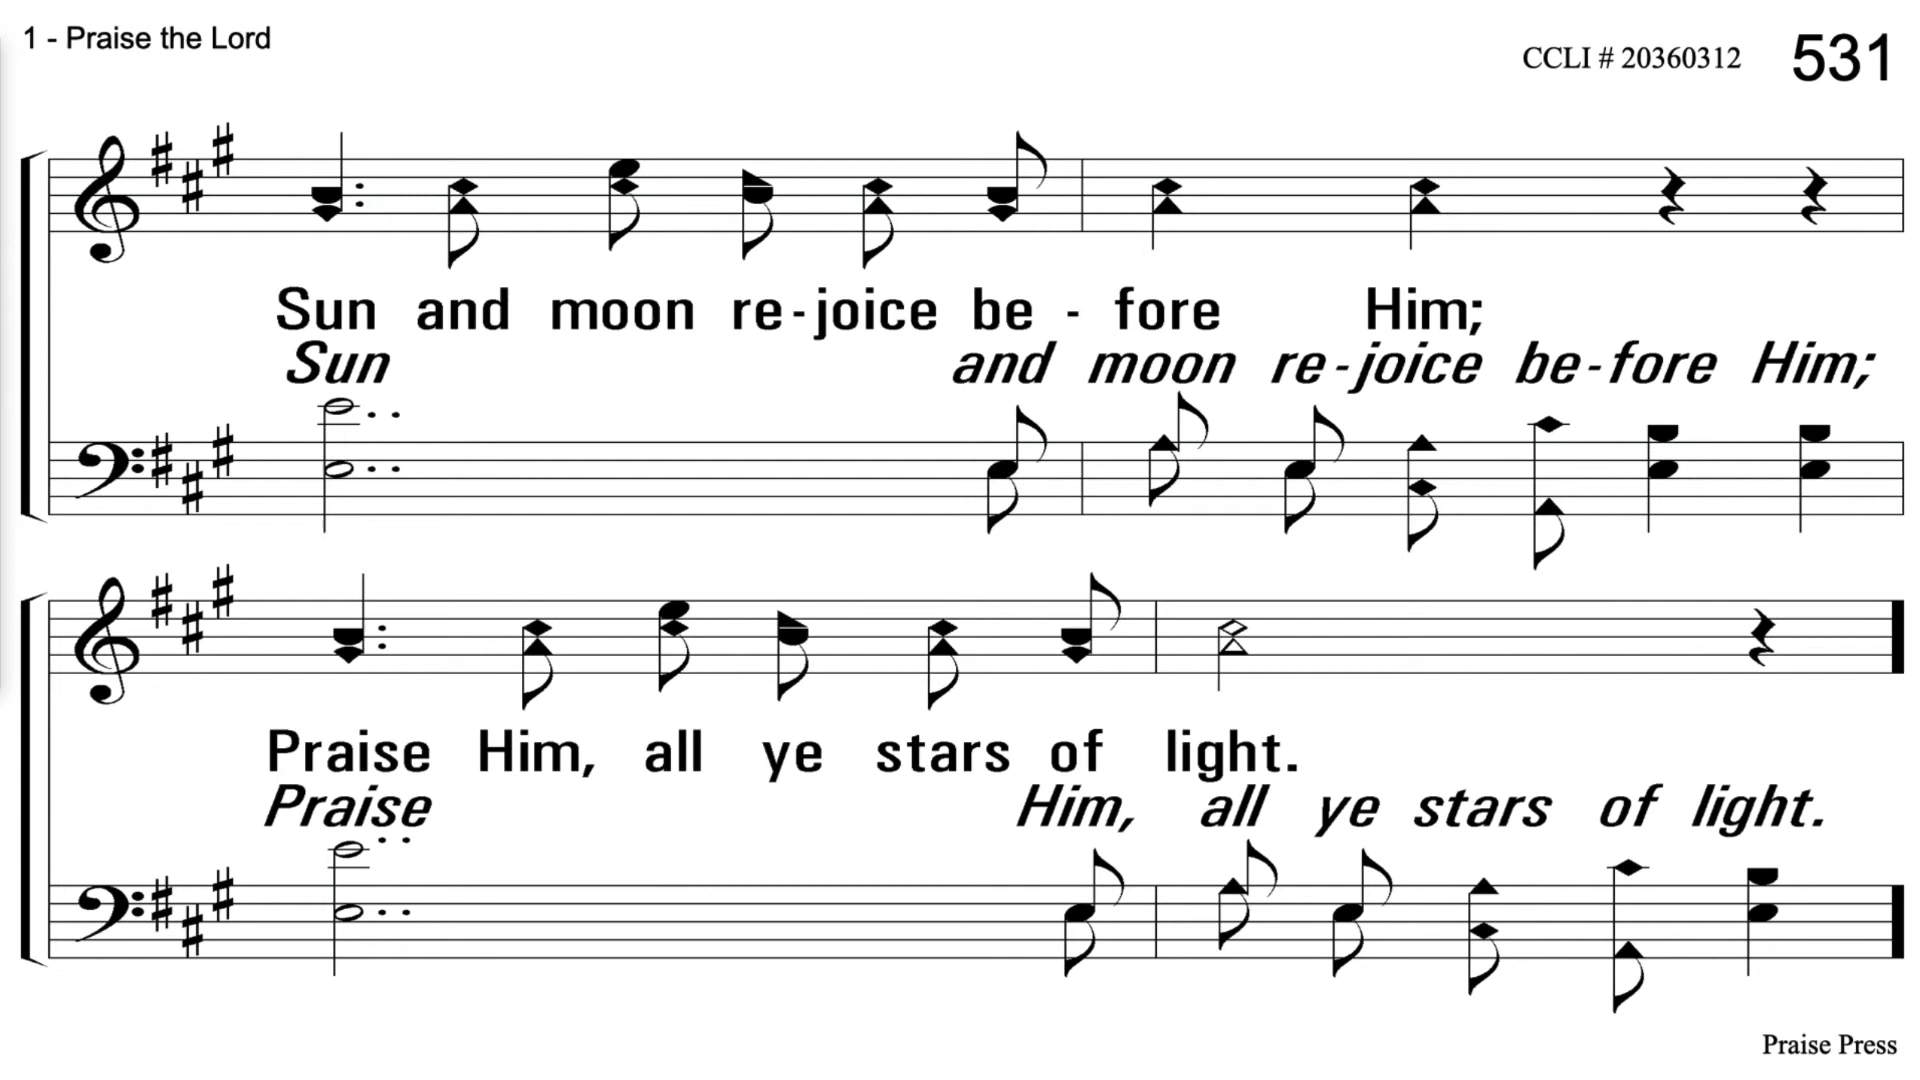 1 - Praise the Lord
CCLI # 20360312 531
Sun and moon re-joice be - fore Him;
Sun and moon re-joice be-fore Him;
Praise Him, all ye stars of light.
Praise Him, all ye stars of light.
Praise Press